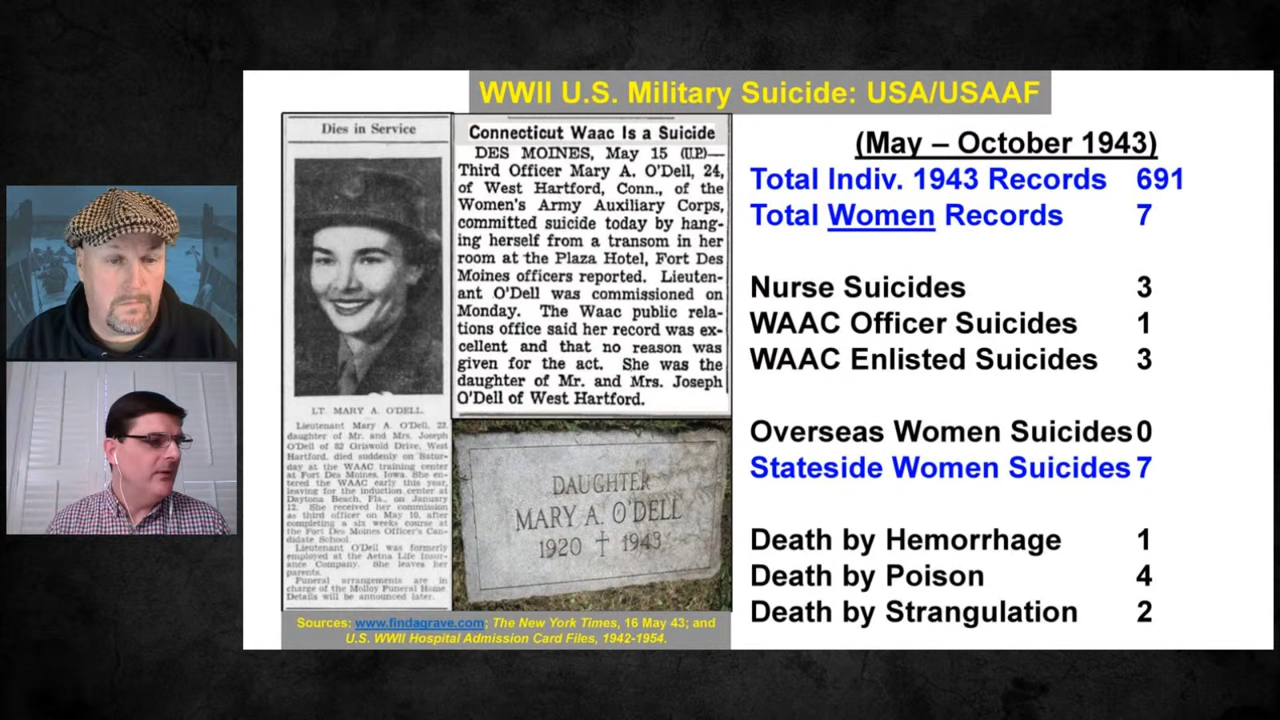 WWII U.S. Military Suicide: USA/USAAF
Dies in Service
LT. MARY A. O'DELL.
Lieutenant Mary A. O'Dell, 23,
daughter of Mr. and Mrs. Joseph
O'Dell of 82 Griswold Drive, West
Hartford, died suddenly on Satur-
day at the WAAC training center
at Fort Des Moines, Iowa. She en-
tered the WAAC early this year,
leaving for the induction center at
Daytona Beach, Fla., on January
12. She received her commission
as third officer on May 10, after
completing a six weeks course at
the Fort Des Moines Officer's Can-
didate School.
Lieutenant O'Dell was formerly
employed at the Aetna Life Insur-
ance Company. She leaves her
parents.
Funeral arrangements are in
charge of the Molloy Funeral Home.
Details will be announced later.
Connecticut Waac Is a Suicide
DES MOINES, May 15 (U.P.)—
Third Officer Mary A. O'Dell, 24,
of West Hartford, Conn., of the
Women's Army Auxiliary Corps,
committed suicide today by hang-
ing herself from a transom in her
room at the Plaza Hotel, Fort Des
Moines officers reported. Lieuten-
ant O'Dell was commissioned on
Monday. The Waac public rela-
tions office said her record was ex-
cellent and that no reason was
given for the act. She was the
daughter of Mr. and Mrs. Joseph
O'Dell of West Hartford.
DAUGHTER
MARY A. O'DELL
1920 ✝ 1943
Sources: www.findagrave.com; The New York Times, 16 May 43; and
U.S. WWII Hospital Admission Card Files, 1942-1954.
(May – October 1943)
Total Indiv. 1943 Records 691
Total Women Records 7
Nurse Suicides 3
WAAC Officer Suicides 1
WAAC Enlisted Suicides 3
Overseas Women Suicides 0
Stateside Women Suicides 7
Death by Hemorrhage 1
Death by Poison 4
Death by Strangulation 2